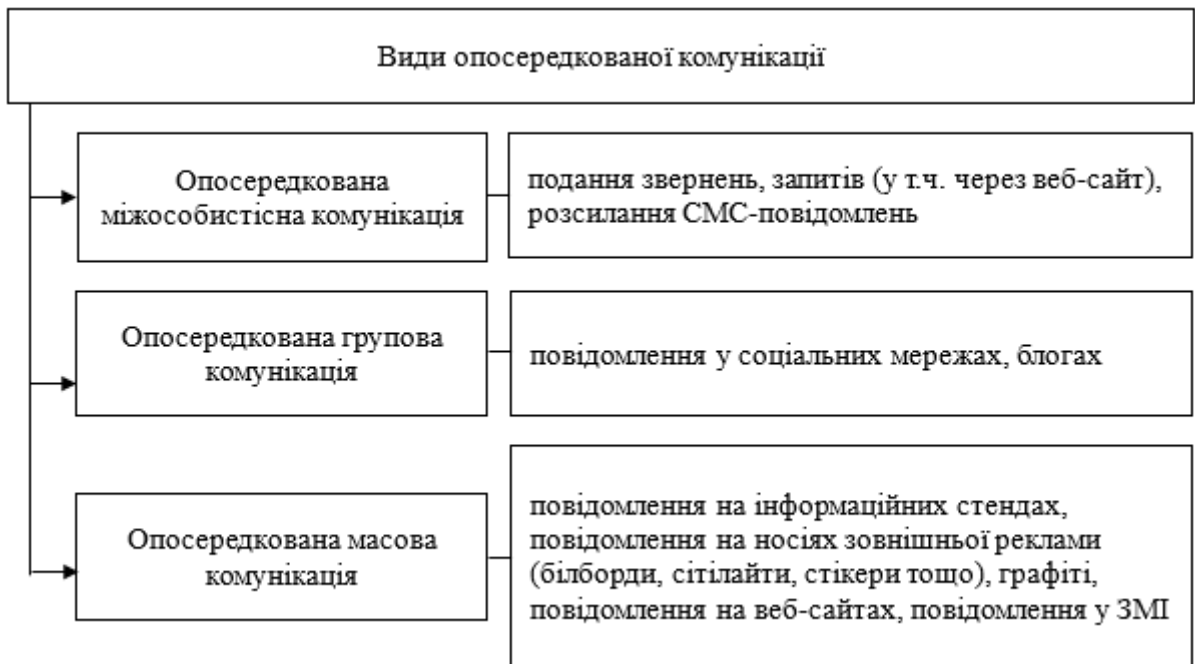 Види опосередкованої комунікації
Опосередкована
міжособистісна комунікація
подання звернень, запитів (у т.ч. через веб-сайт),
розсилання СМС-повідомлень
Опосередкована групова
комунікація
повідомлення у соціальних мережах, блогах
Опосередкована масова
комунікація
повідомлення на інформаційних стендах,
повідомлення на носіях зовнішньої реклами
(білборди, сітілайти, стікери тощо), графіті,
повідомлення на веб-сайтах, повідомлення у ЗМІ